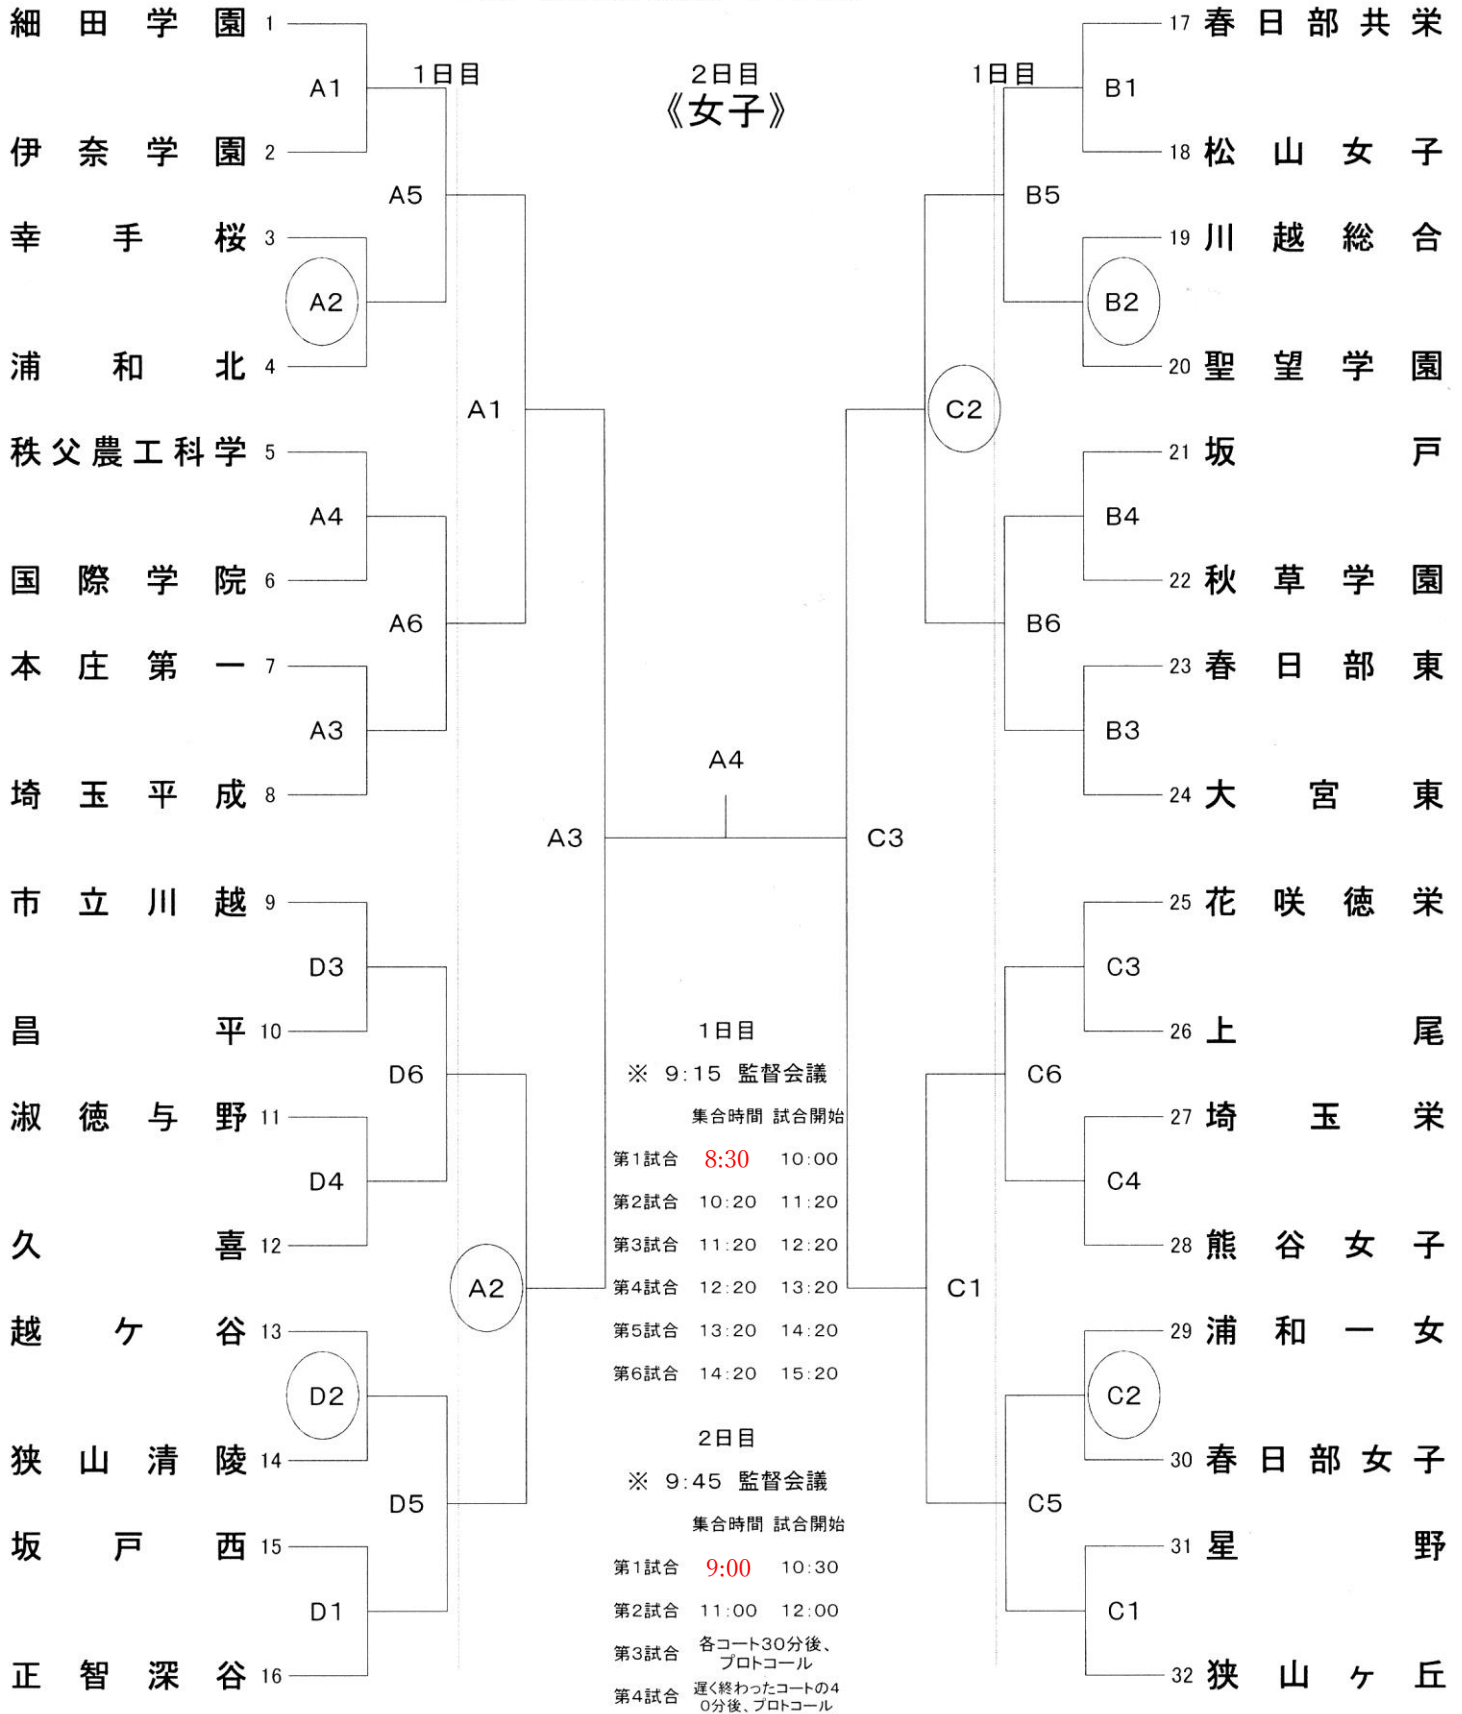 2日目
《女子》
1日目
1日目
細田学園 1
A1
伊奈学園 2
A5
幸手桜 3
A2
浦和北 4
A1
秩父農工科学 5
A4
国際学院 6
A6
本庄第一 7
A3
埼玉平成 8
A3
市立川越 9
D3
昌平 10
D6
淑徳与野 11
D4
久喜 12
A2
越ケ谷 13
D2
狭山清陵 14
D5
坂戸西 15
D1
正智深谷 16
A4
17 春日部共栄
B1
18 松山女子
B5
19 川越総合
B2
20 聖望学園
C2
21 坂戸
B4
22 秋草学園
B6
23 春日部東
B3
24 大宮東
C3
25 花咲徳栄
C3
26 上尾
C6
27 埼玉栄
C4
28 熊谷女子
C1
29 浦和一女
C2
30 春日部女子
C5
31 星野
C1
32 狭山ヶ丘
1日目
※ 9:15 監督会議
集合時間 試合開始
第1試合 8:30 10:00
第2試合 10:20 11:20
第3試合 11:20 12:20
第4試合 12:20 13:20
第5試合 13:20 14:20
第6試合 14:20 15:20
2日目
※ 9:45 監督会議
集合時間 試合開始
第1試合 9:00 10:30
第2試合 11:00 12:00
第3試合 各コート30分後、
プロトコール
第4試合 遅く終わったコートの4
0分後、プロトコール